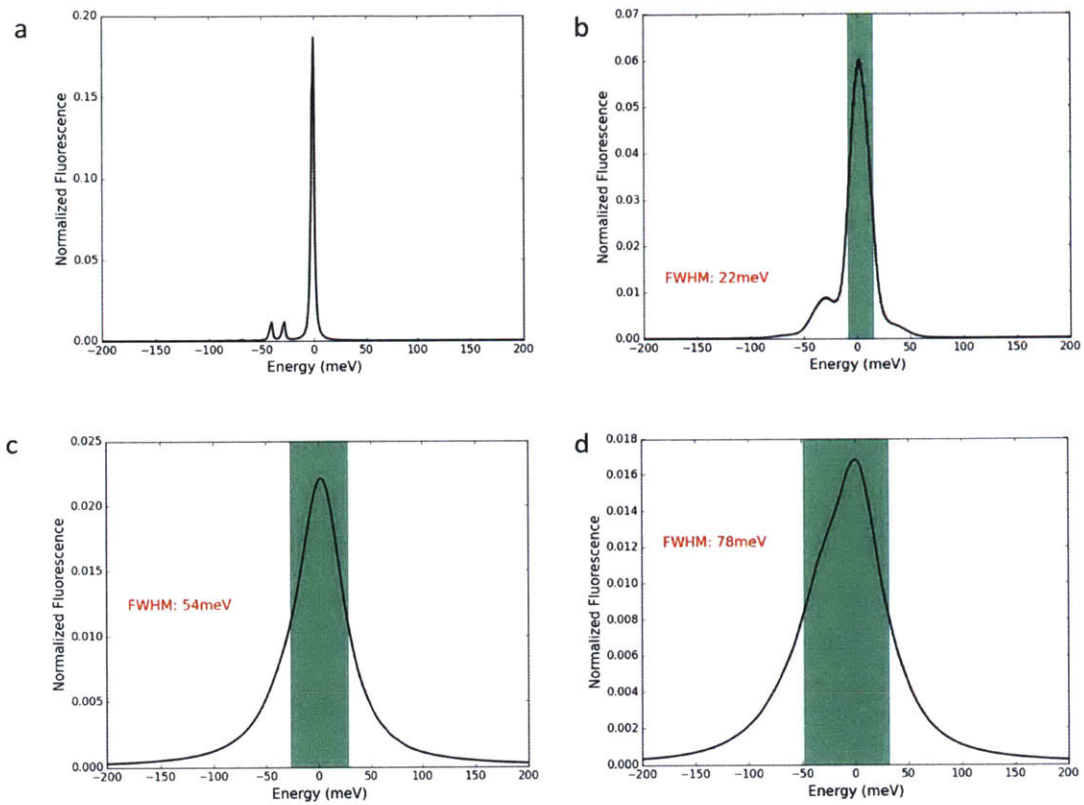 a
0.20
0.15
0.10
0.05
0.00
Normalized Fluorescence
−200 −150 −100 −50 0 50 100 150 200
Energy (meV)
b
0.07
0.06
0.05
0.04
0.03
0.02
0.01
0.00
Normalized Fluorescence
FWHM: 22meV
−200 −150 −100 −50 0 50 100 150 200
Energy (meV)
c
0.025
0.020
0.015
0.010
0.005
0.000
Normalized Fluorescence
FWHM: 54meV
−200 −150 −100 −50 0 50 100 150 200
Energy (meV)
d
0.018
0.016
0.014
0.012
0.010
0.008
0.006
0.004
0.002
0.000
Normalized Fluorescence
FWHM: 78meV
−200 −150 −100 −50 0 50 100 150 200
Energy (meV)